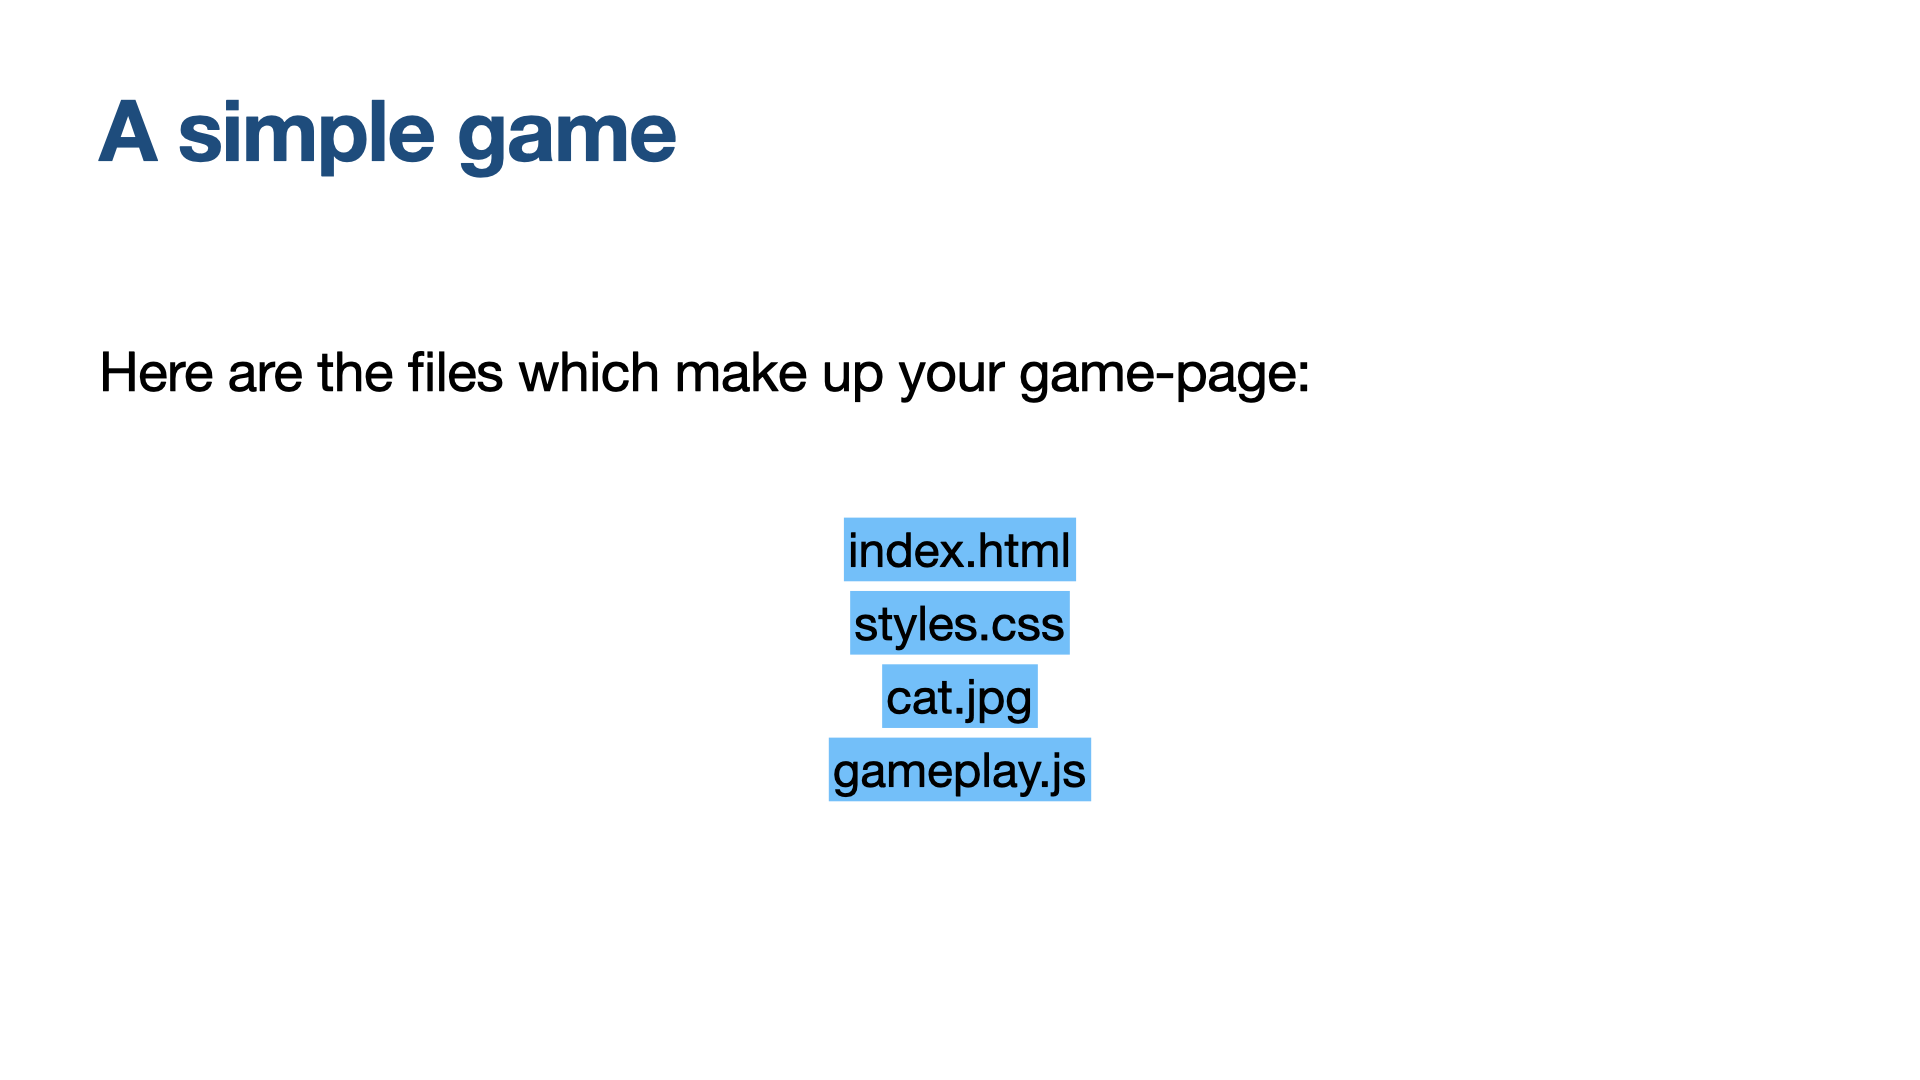 A simple game
Here are the files which make up your game-page:
index.html
styles.css
cat.jpg
gameplay.js